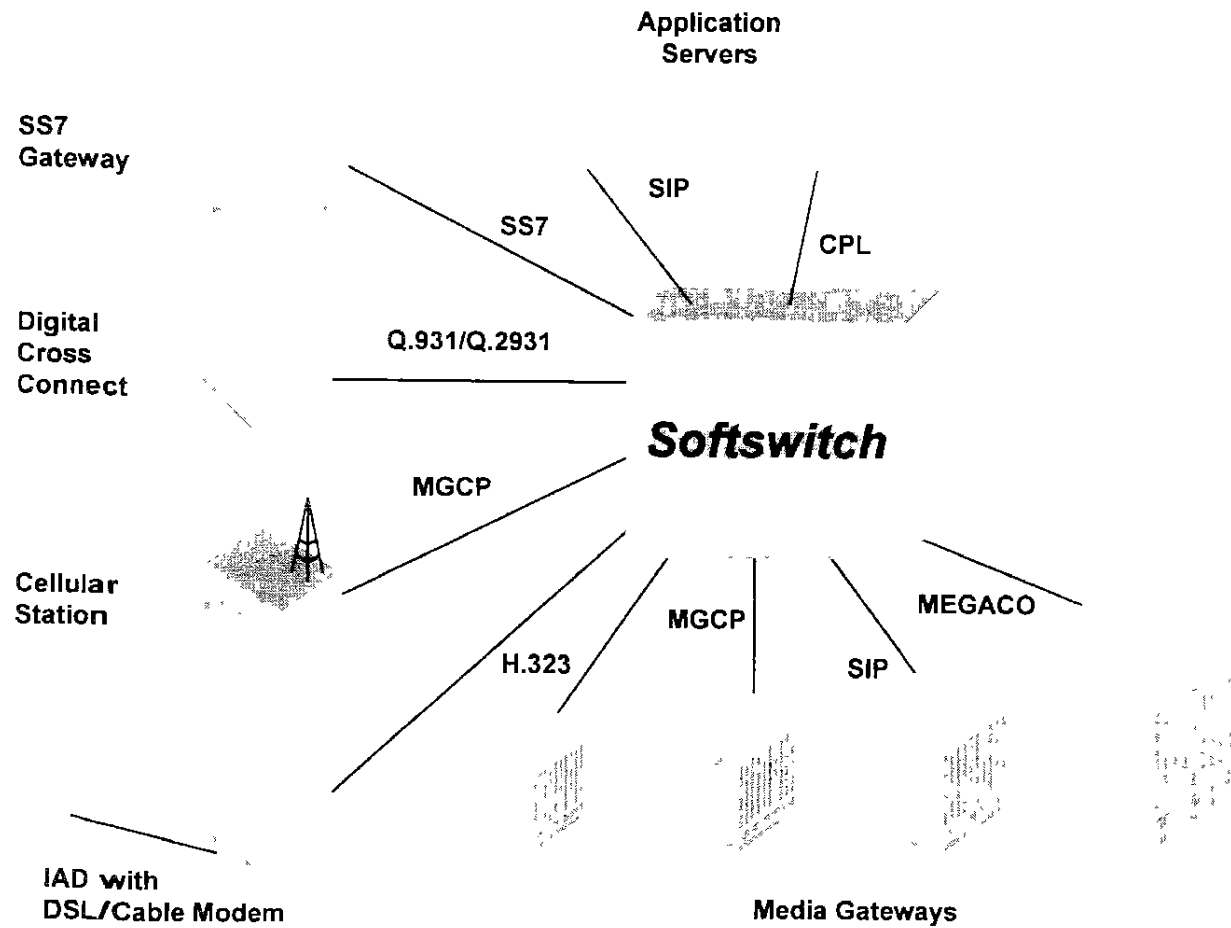 Application
Servers
SS7
Gateway
SIP
SS7
CPL
Digital
Cross
Connect
Q.931/Q.2931
Softswitch
MGCP
Cellular
Station
MEGACO
MGCP
H.323
SIP
IAD with
DSL/Cable Modem
Media Gateways